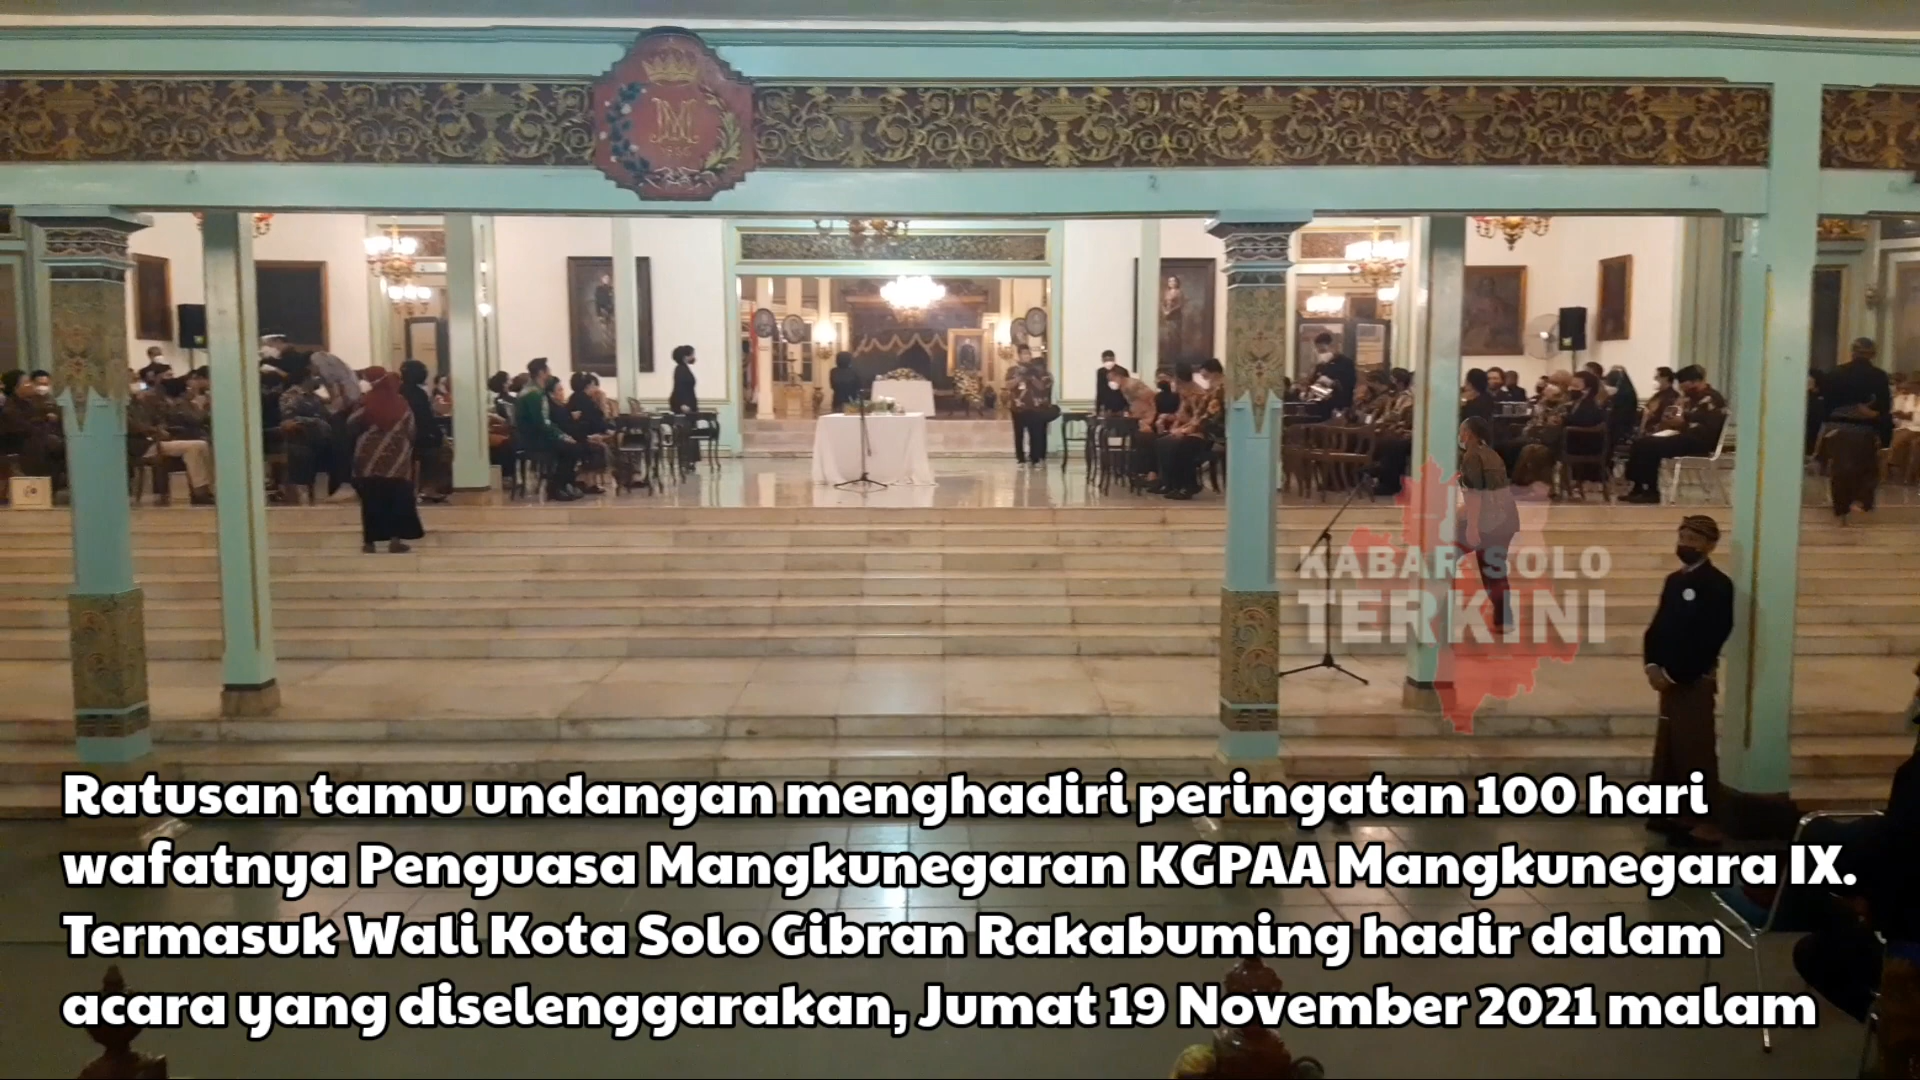 MN
KABAR SOLO
TERKINI
Ratusan tamu undangan menghadiri peringatan 100 hari
wafatnya Penguasa Mangkunegaran KGPAA Mangkunegara IX.
Termasuk Wali Kota Solo Gibran Rakabuming hadir dalam
acara yang diselenggarakan, Jumat 19 November 2021 malam